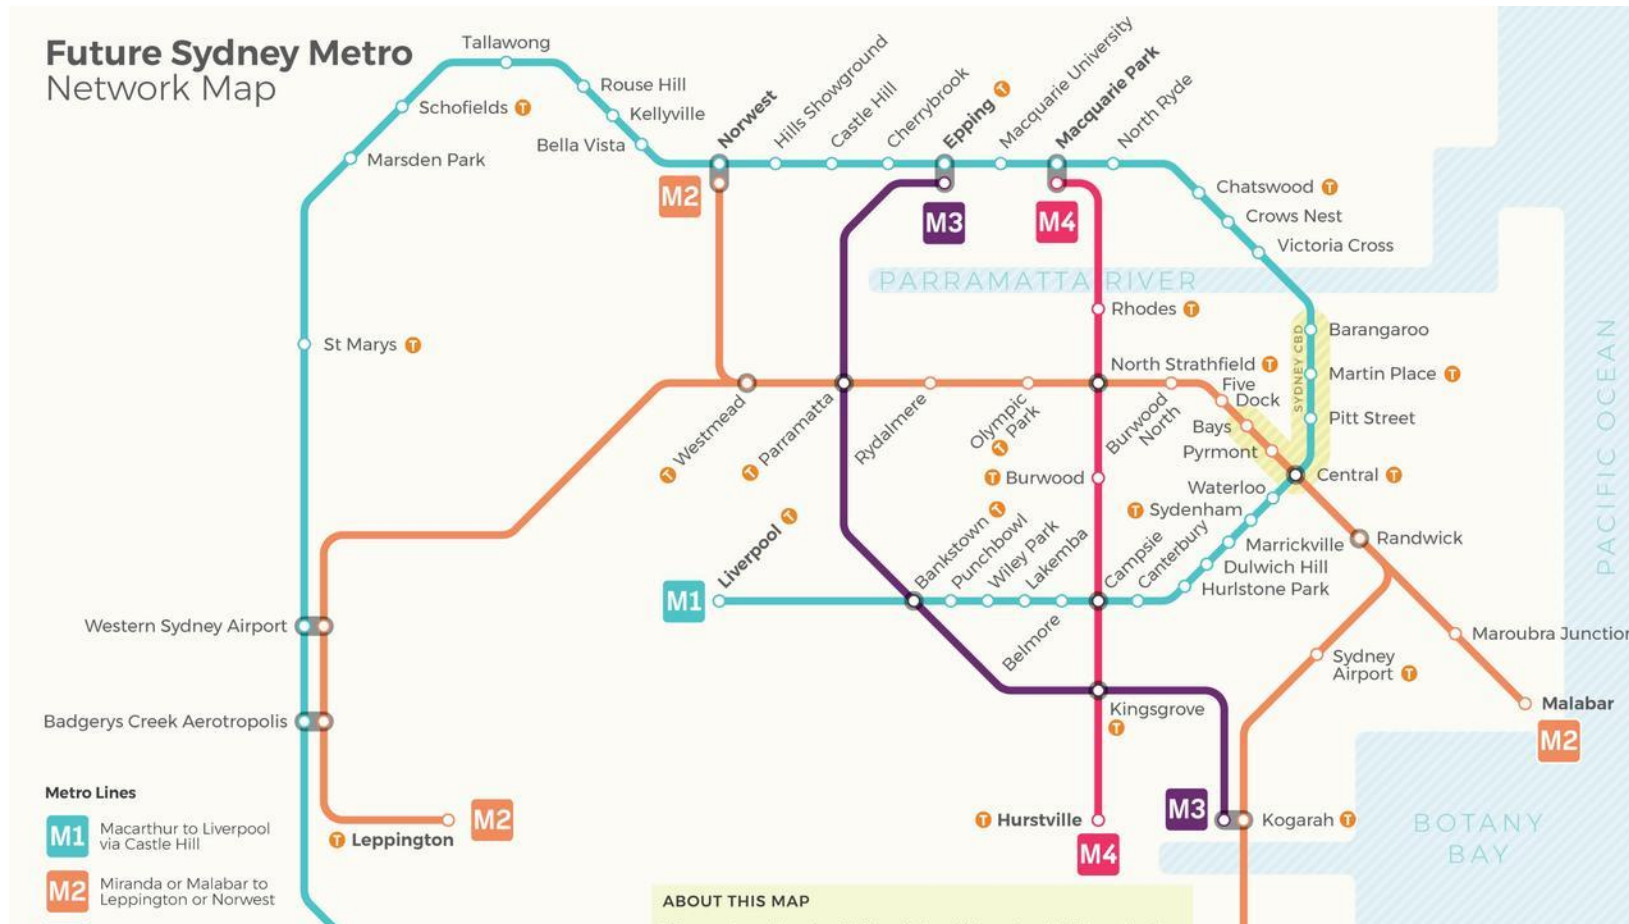 Future Sydney Metro
Network Map
Tallawong
Schofields T
Marsden Park
Rouse Hill
Kellyville
Bella Vista
Norwest
Hills Showground
Castle Hill
Cherrybrook
Epping T
Macquarie University
Macquarie Park
North Ryde
M2
M3
M4
Chatswood T
Crows Nest
Victoria Cross
PARRAMATTA RIVER
Rhodes T
SYDNEY CBD
Barangaroo
Martin Place T
Pitt Street
PACIFIC OCEAN
St Marys T
North Strathfield T
T Westmead
T Parramatta
Rydalmere
Olympic
Park
T
Burwood
North
Five
Dock
Bays
Pyrmont
Central T
T Burwood
Waterloo
T Sydenham
Randwick
Marrickville
Dulwich Hill
Hurlstone Park
M1
Liverpool T
Bankstown T
Punchbowl
Wiley Park
Lakemba
Belmore
Campsie
Canterbury
Western Sydney Airport
Badgerys Creek Aerotropolis
Kingsgrove
T
Sydney
Airport T
Maroubra Junction
Malabar
M2
T Leppington
M2
T Hurstville
M4
M3
Kogarah T
BOTANY
BAY
Metro Lines
M1
Macarthur to Liverpool
via Castle Hill
M2
Miranda or Malabar to
Leppington or Norwest
ABOUT THIS MAP